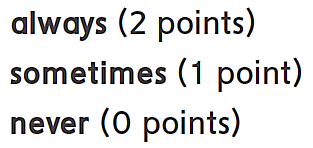 always (2 points)
sometimes (1 point)
never (0 points)